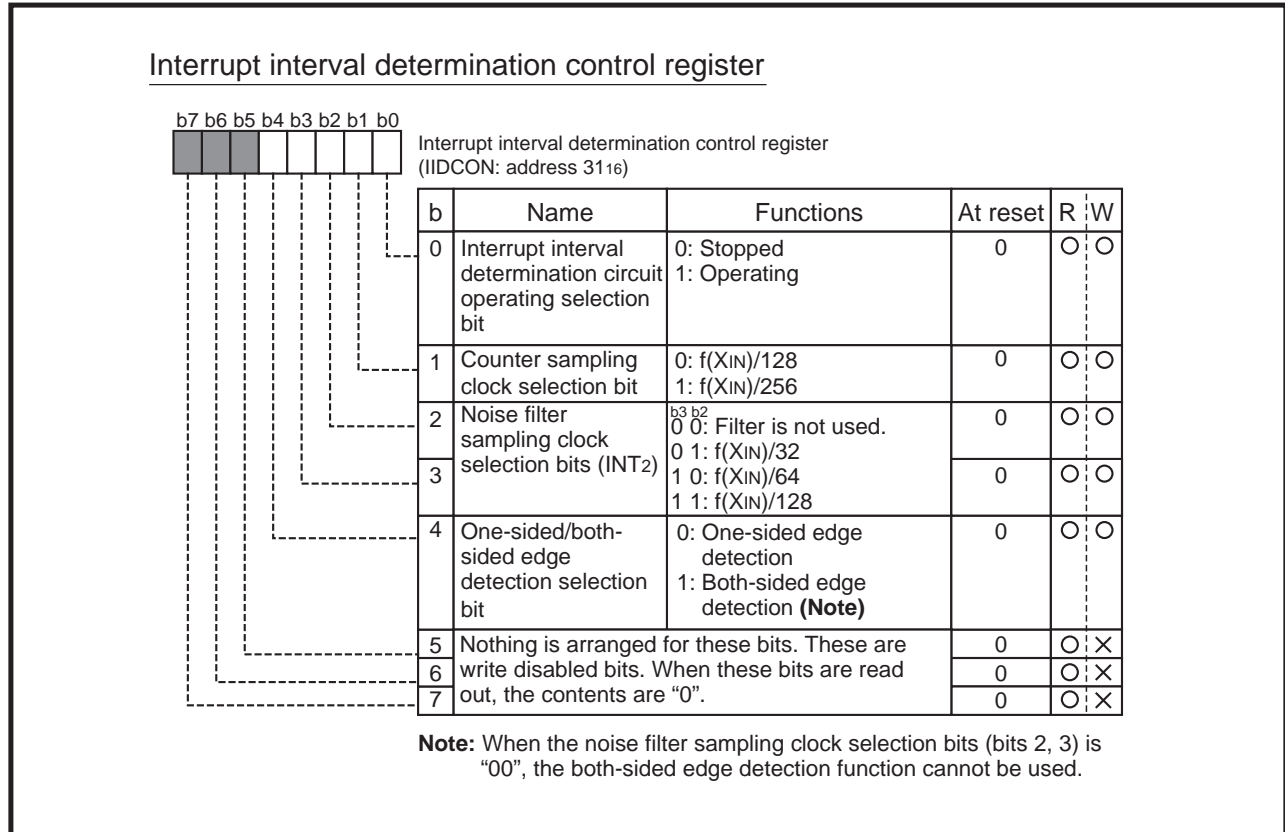 Interrupt interval determination control register
b7 b6 b5 b4 b3 b2 b1 b0
Interrupt interval determination control register
(IIDCON: address 3116)
b Name Functions At reset R W
0 Interrupt interval determination circuit operating selection bit 0: Stopped 1: Operating 0 O O
1 Counter sampling clock selection bit 0: f(XIN)/128 1: f(XIN)/256 0 O O
2 Noise filter sampling clock selection bits (INT2) b3 b2 0 0: Filter is not used. 0 1: f(XIN)/32 0 O O
3 1 0: f(XIN)/64 1 1: f(XIN)/128 0 O O
4 One-sided/both-sided edge detection selection bit 0: One-sided edge detection 1: Both-sided edge detection (Note) 0 O O
5 Nothing is arranged for these bits. These are 0 O ×
6 write disabled bits. When these bits are read 0 O ×
7 out, the contents are “0”. 0 O ×
Note: When the noise filter sampling clock selection bits (bits 2, 3) is
“00”, the both-sided edge detection function cannot be used.